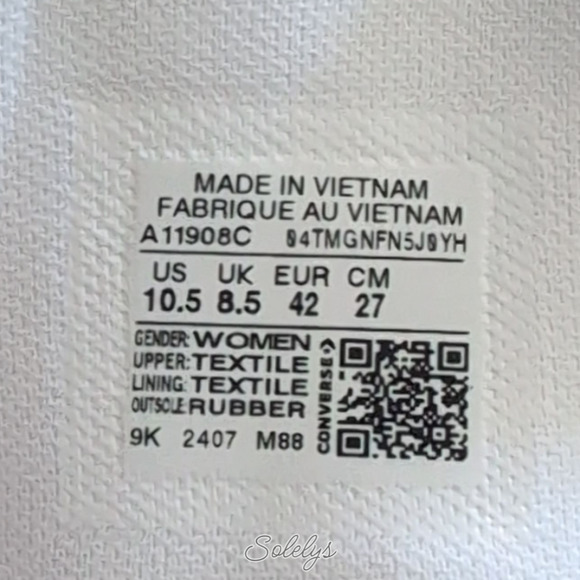 MADE IN VIETNAM
FABRIQUE AU VIETNAM
A11908C 04TMGNFN5J0YH
US UK EUR CM
10.5 8.5 42 27
GENDER: WOMEN
UPPER: TEXTILE
LINING: TEXTILE
OUTSOLE: RUBBER
CONVERSE
9K 2407 M88
Solelys